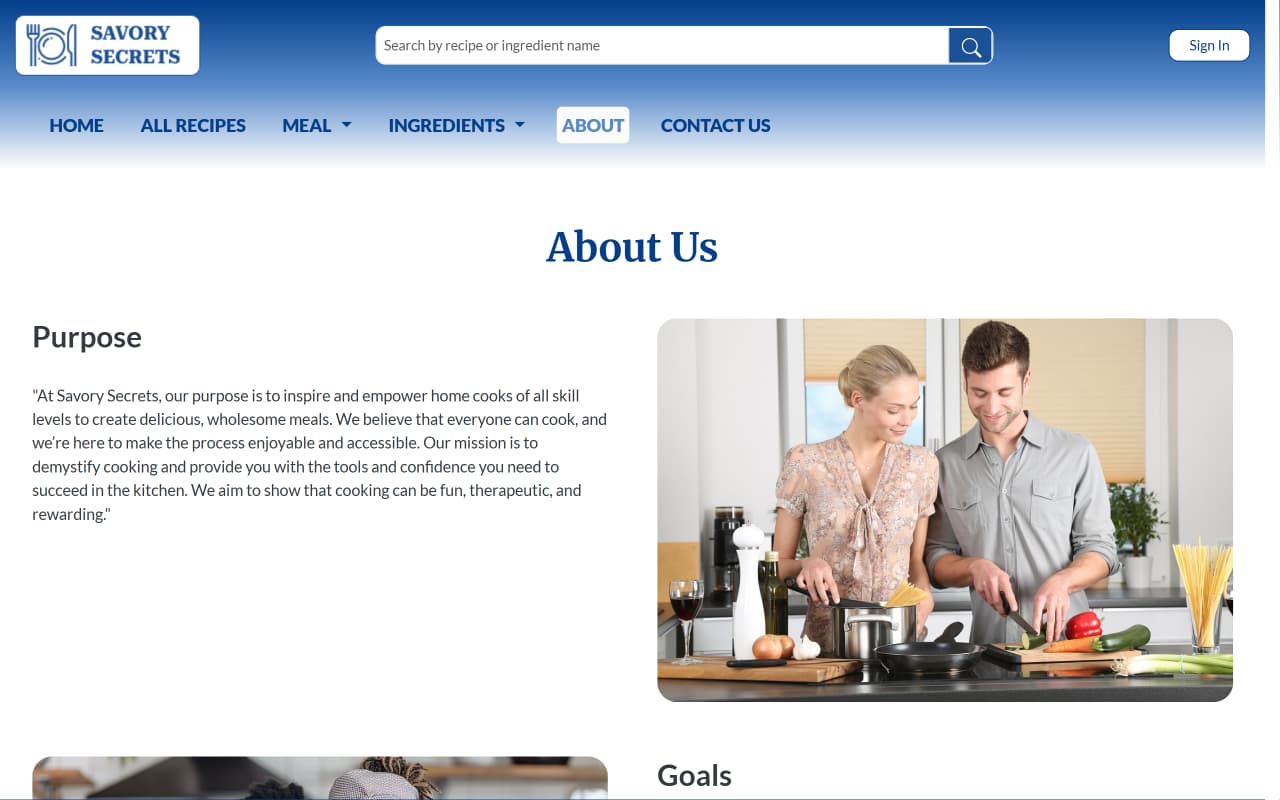 SAVORY
SECRETS
Search by recipe or ingredient name
Sign In
HOME ALL RECIPES MEAL INGREDIENTS ABOUT CONTACT US
About Us
Purpose
"At Savory Secrets, our purpose is to inspire and empower home cooks of all skill
levels to create delicious, wholesome meals. We believe that everyone can cook, and
we're here to make the process enjoyable and accessible. Our mission is to
demystify cooking and provide you with the tools and confidence you need to
succeed in the kitchen. We aim to show that cooking can be fun, therapeutic, and
rewarding."
Goals